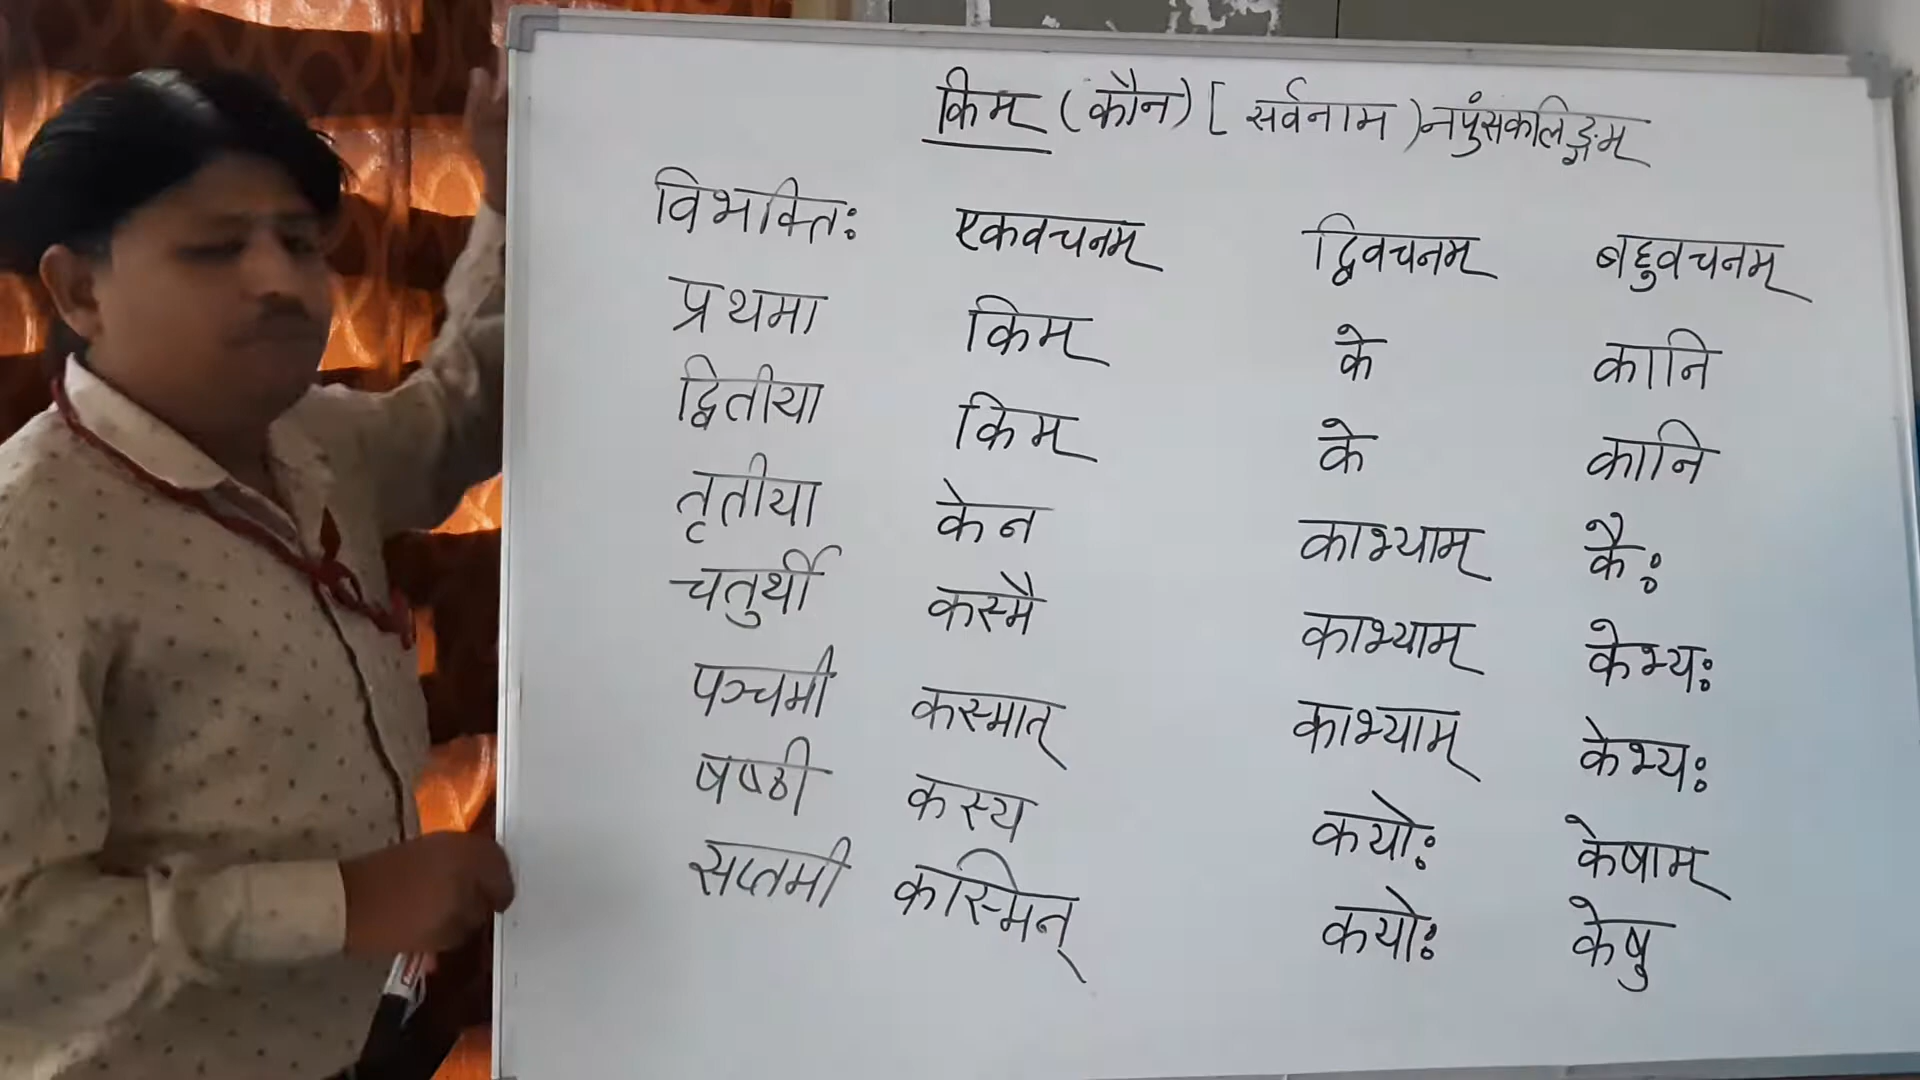 किम् (कौन) [ सर्वनाम ) नपुंसकलिङ्गम्
विभक्तिः एकवचनम् द्विवचनम् बहुवचनम्
प्रथमा किम् के कानि
द्वितीया किम् के कानि
तृतीया केन काभ्याम् कैः
चतुर्थी कस्मै काभ्याम् केभ्यः
पञ्चमी कस्मात् काभ्याम् केभ्यः
षष्ठी कस्य कयोः केषाम्
सप्तमी कस्मिन् कयोः केषु